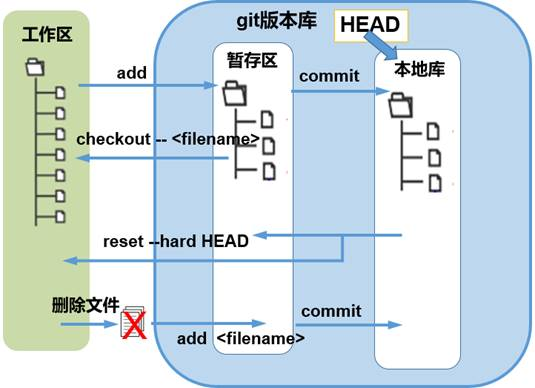 git版本库
HEAD
工作区
暂存区
本地库
add
commit
checkout -- <filename>
reset --hard HEAD
删除文件
add <filename>
commit